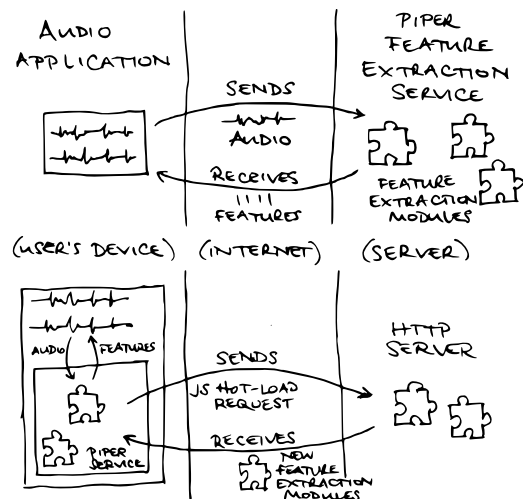 AUDIO
APPLICATION
SENDS
AUDIO
RECEIVES
FEATURES
PIPER
FEATURE
EXTRACTION
SERVICE
FEATURE
EXTRACTION
MODULES
(USER'S DEVICE)
(INTERNET)
(SERVER)
AUDIO
FEATURES
PIPER
SERVICE
SENDS
JS HOT-LOAD
REQUEST
RECEIVES
NEW
FEATURE
EXTRACTION
MODULES
HTTP
SERVER